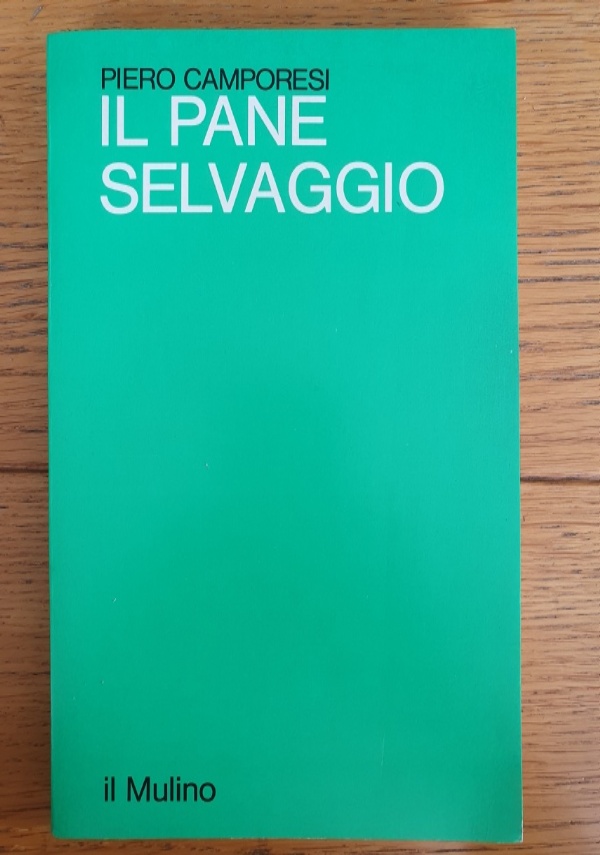 PIERO CAMPORESI
IL PANE
SELVAGGIO
il Mulino